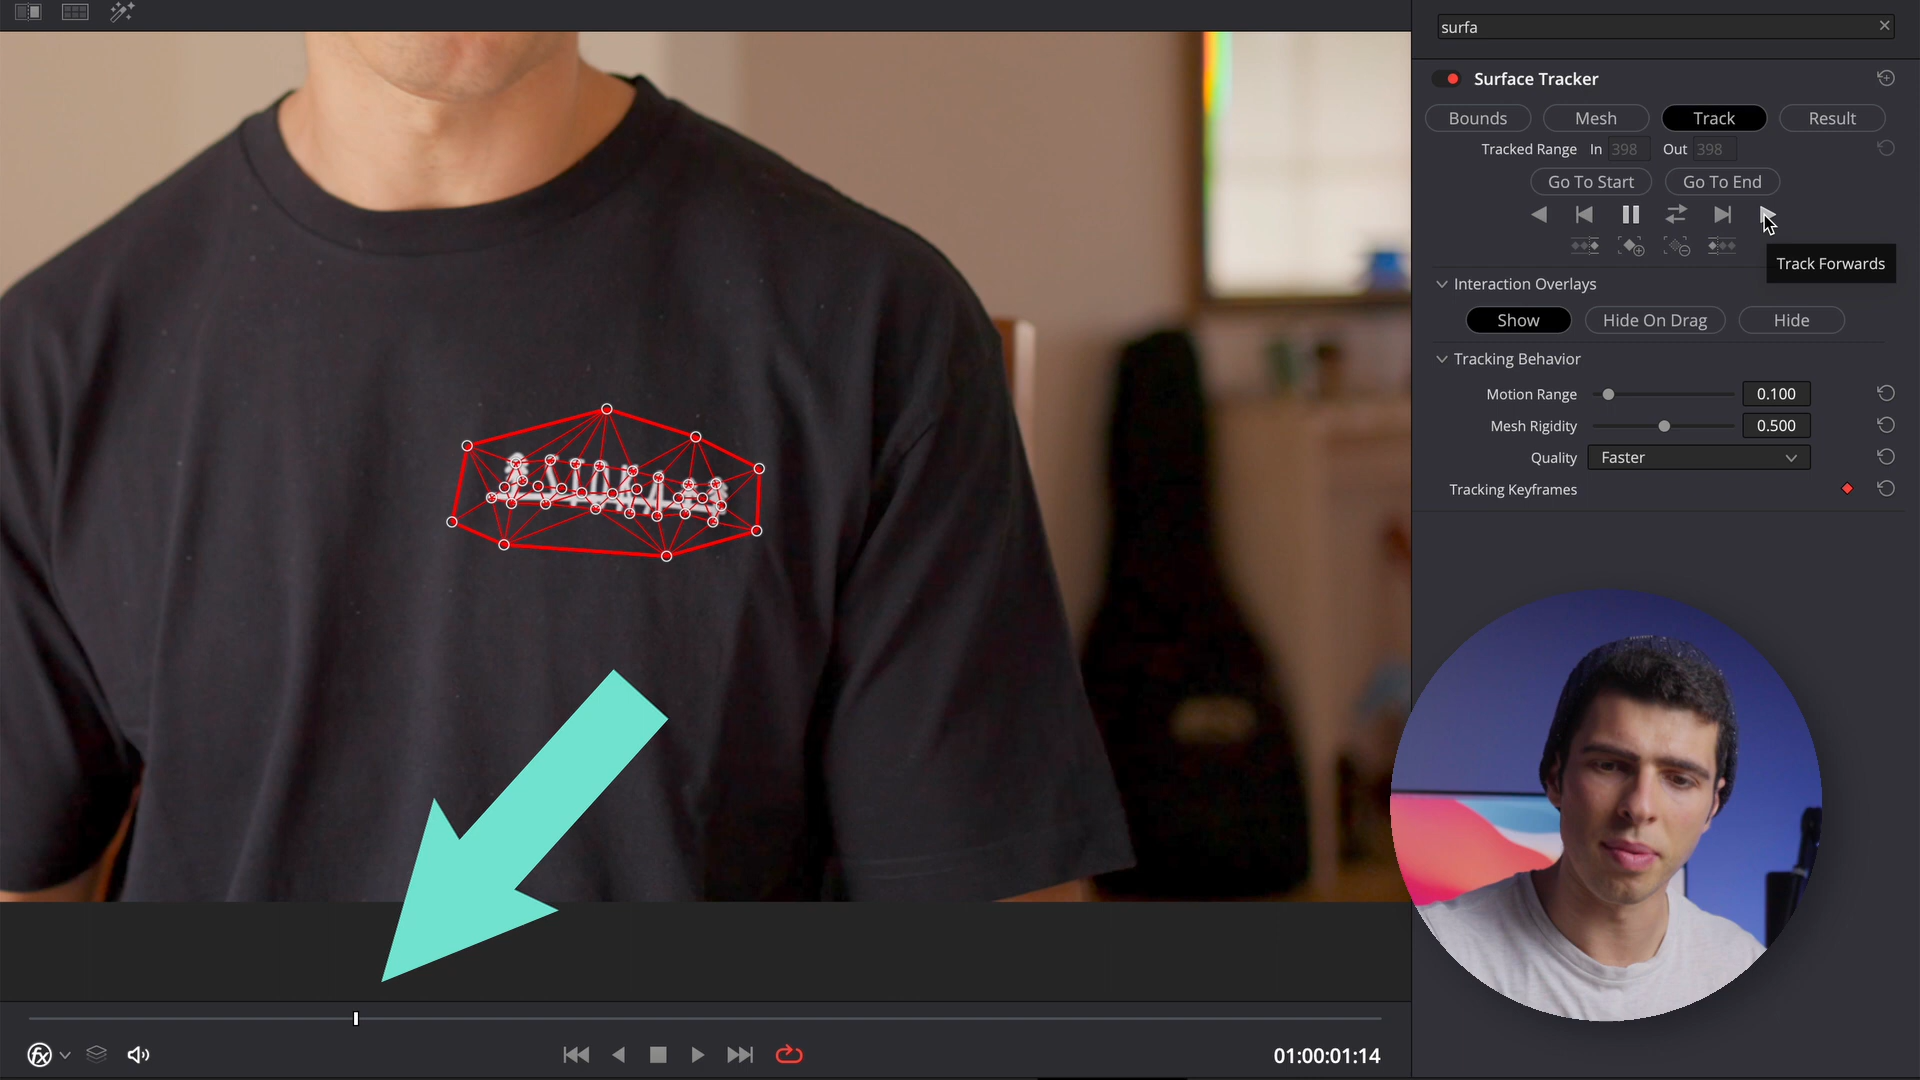 surfa
Surface Tracker
Bounds Mesh Track Result
Tracked Range In 398 Out 398
Go To Start Go To End
Track Forwards
Interaction Overlays
Show Hide On Drag Hide
Tracking Behavior
Motion Range 0.100
Mesh Rigidity 0.500
Quality Faster
Tracking Keyframes
fx
01:00:01:14